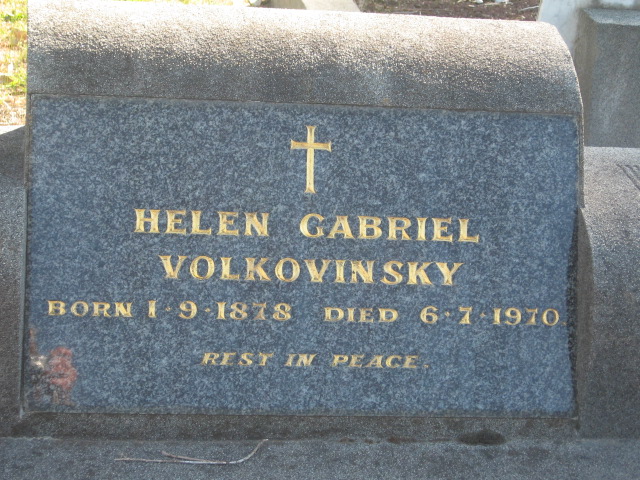 HELEN GABRIEL
VOLKOVINSKY
BORN 1·9·1878 DIED 6·7·1970.
REST IN PEACE.